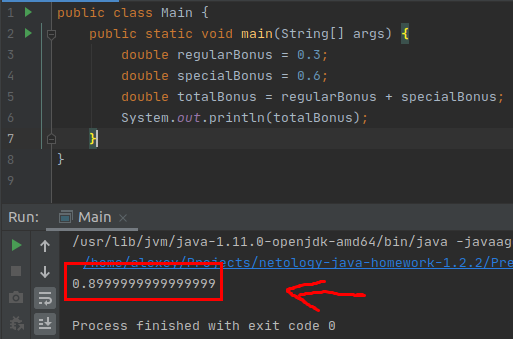 1 public class Main {
2 public static void main(String[] args) {
3 double regularBonus = 0.3;
4 double specialBonus = 0.6;
5 double totalBonus = regularBonus + specialBonus;
6 System.out.println(totalBonus);
7 }
8 }
9
Run: Main ×
/usr/lib/jvm/java-1.11.0-openjdk-amd64/bin/java -javaag
/home/alexey/Projects/netology-java-homework-1.2.2/Pre
0.8999999999999999
Process finished with exit code 0